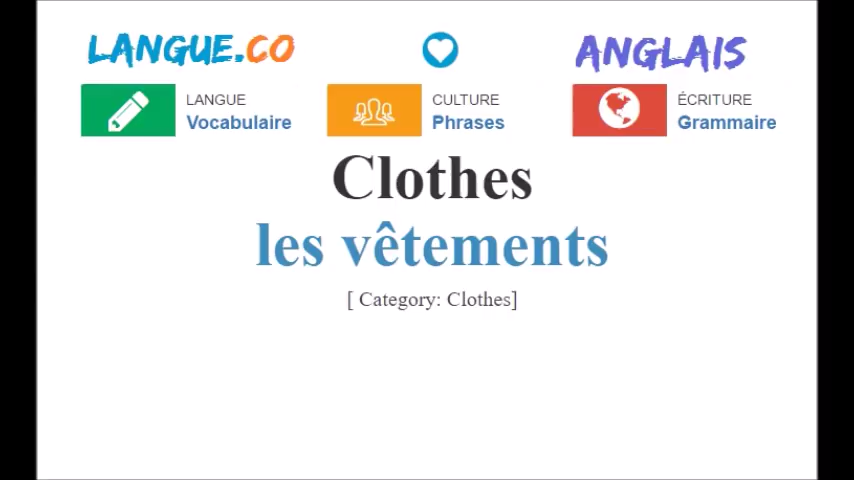 LANGUE.CO
ANGLAIS
LANGUE
Vocabulaire
CULTURE
Phrases
ÉCRITURE
Grammaire
Clothes
les vêtements
[ Category: Clothes]